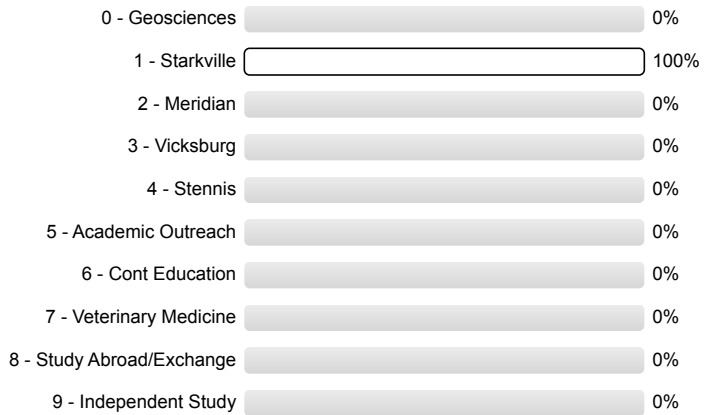 0 - Geosciences 0%
1 - Starkville 100%
2 - Meridian 0%
3 - Vicksburg 0%
4 - Stennis 0%
5 - Academic Outreach 0%
6 - Cont Education 0%
7 - Veterinary Medicine 0%
8 - Study Abroad/Exchange 0%
9 - Independent Study 0%